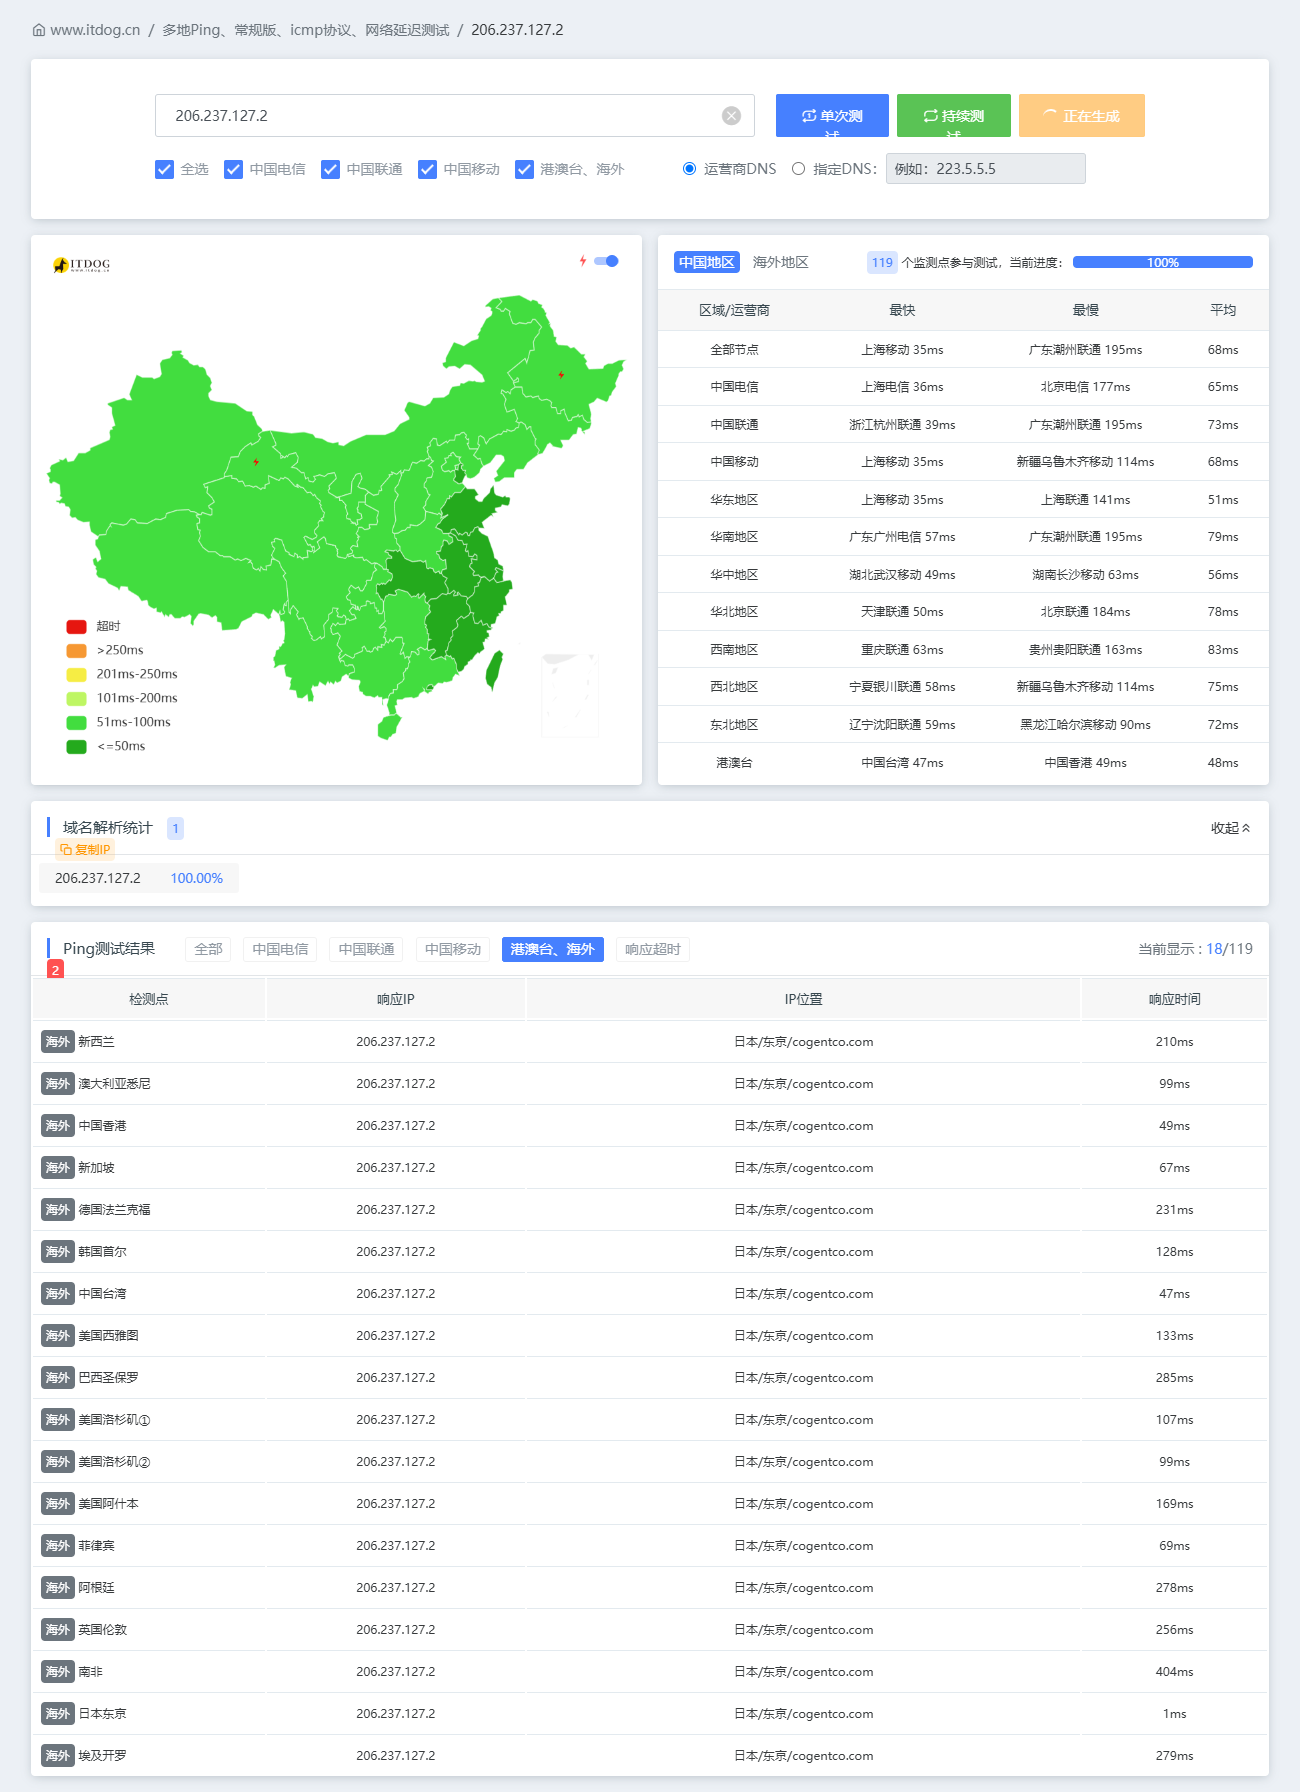 www.itdog.cn / 多地Ping、常规版、icmp协议、网络延迟测试 / 206.237.127.2
206.237.127.2
单次测试
持续测试
正在生成
全选 中国电信 中国联通 中国移动 港澳台、海外
运营商DNS 指定DNS： 例如：223.5.5.5
ITDOG
www.itdog.cn
超时
>250ms
201ms-250ms
101ms-200ms
51ms-100ms
<=50ms
中国地区 海外地区 119 个监测点参与测试，当前进度： 100%
区域/运营商 最快 最慢 平均
全部节点 上海移动 35ms 广东潮州联通 195ms 68ms
中国电信 上海电信 36ms 北京电信 177ms 65ms
中国联通 浙江杭州联通 39ms 广东潮州联通 195ms 73ms
中国移动 上海移动 35ms 新疆乌鲁木齐移动 114ms 68ms
华东地区 上海移动 35ms 上海联通 141ms 51ms
华南地区 广东广州电信 57ms 广东潮州联通 195ms 79ms
华中地区 湖北武汉移动 49ms 湖南长沙移动 63ms 56ms
华北地区 天津联通 50ms 北京联通 184ms 78ms
西南地区 重庆联通 63ms 贵州贵阳联通 163ms 83ms
西北地区 宁夏银川联通 58ms 新疆乌鲁木齐移动 114ms 75ms
东北地区 辽宁沈阳联通 59ms 黑龙江哈尔滨移动 90ms 72ms
港澳台 中国台湾 47ms 中国香港 49ms 48ms
域名解析统计 1 收起
复制IP
206.237.127.2 100.00%
Ping测试结果 全部 中国电信 中国联通 中国移动 港澳台、海外 响应超时 当前显示 : 18/119
2
检测点 响应IP IP位置 响应时间
海外 新西兰 206.237.127.2 日本/东京/cogentco.com 210ms
海外 澳大利亚悉尼 206.237.127.2 日本/东京/cogentco.com 99ms
海外 中国香港 206.237.127.2 日本/东京/cogentco.com 49ms
海外 新加坡 206.237.127.2 日本/东京/cogentco.com 67ms
海外 德国法兰克福 206.237.127.2 日本/东京/cogentco.com 231ms
海外 韩国首尔 206.237.127.2 日本/东京/cogentco.com 128ms
海外 中国台湾 206.237.127.2 日本/东京/cogentco.com 47ms
海外 美国西雅图 206.237.127.2 日本/东京/cogentco.com 133ms
海外 巴西圣保罗 206.237.127.2 日本/东京/cogentco.com 285ms
海外 美国洛杉矶① 206.237.127.2 日本/东京/cogentco.com 107ms
海外 美国洛杉矶② 206.237.127.2 日本/东京/cogentco.com 99ms
海外 美国阿什本 206.237.127.2 日本/东京/cogentco.com 169ms
海外 菲律宾 206.237.127.2 日本/东京/cogentco.com 69ms
海外 阿根廷 206.237.127.2 日本/东京/cogentco.com 278ms
海外 英国伦敦 206.237.127.2 日本/东京/cogentco.com 256ms
海外 南非 206.237.127.2 日本/东京/cogentco.com 404ms
海外 日本东京 206.237.127.2 日本/东京/cogentco.com 1ms
海外 埃及开罗 206.237.127.2 日本/东京/cogentco.com 279ms